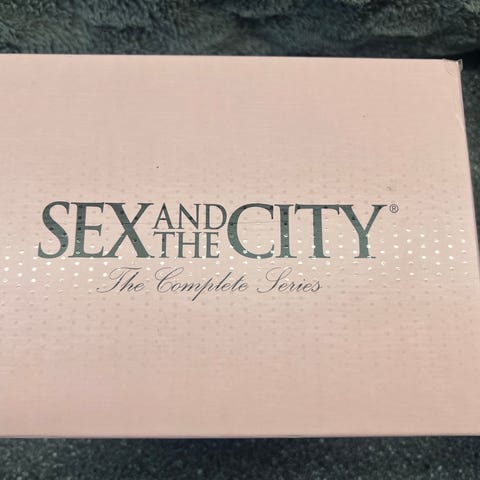 SEX AND THE CITY®
The Complete Series